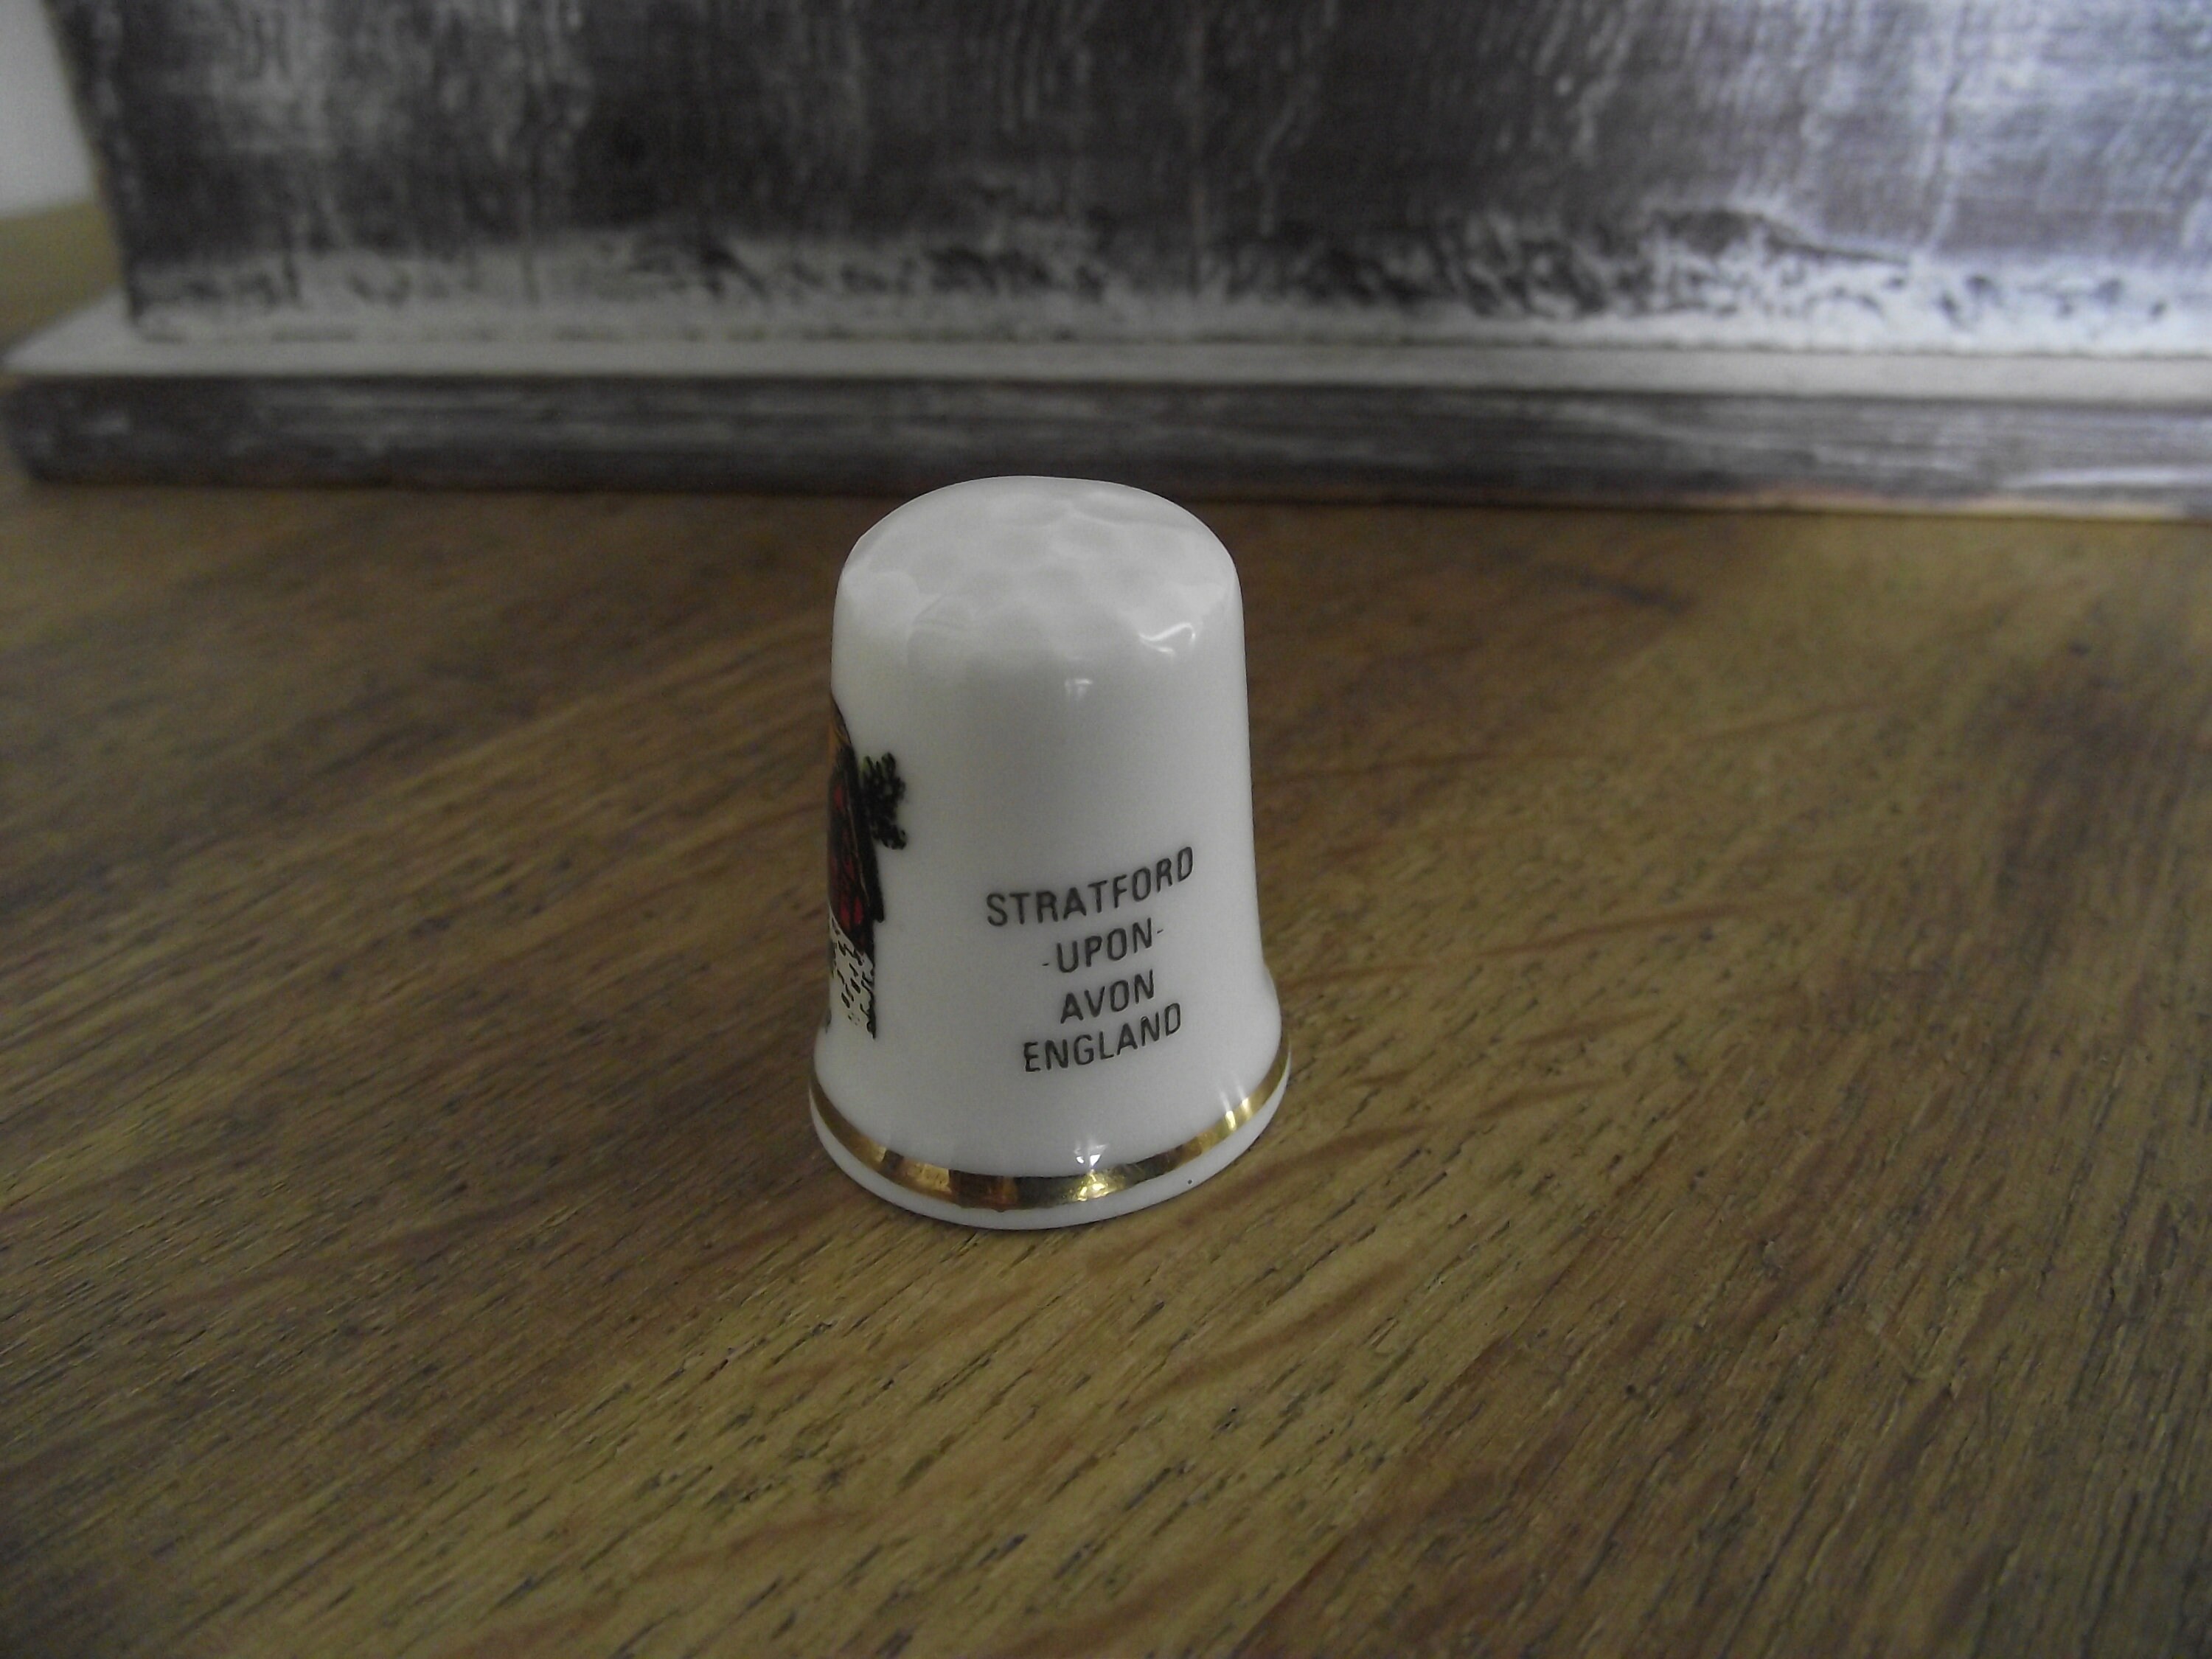 STRATFORD
-UPON-
AVON
ENGLAND